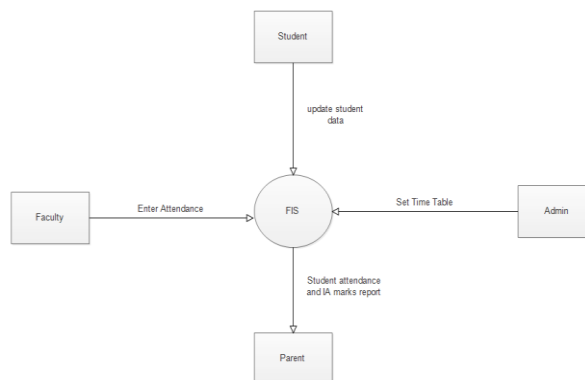 Student
update student
data
Faculty
Enter Attendance
FIS
Set Time Table
Admin
Student attendance
and IA marks report
Parent